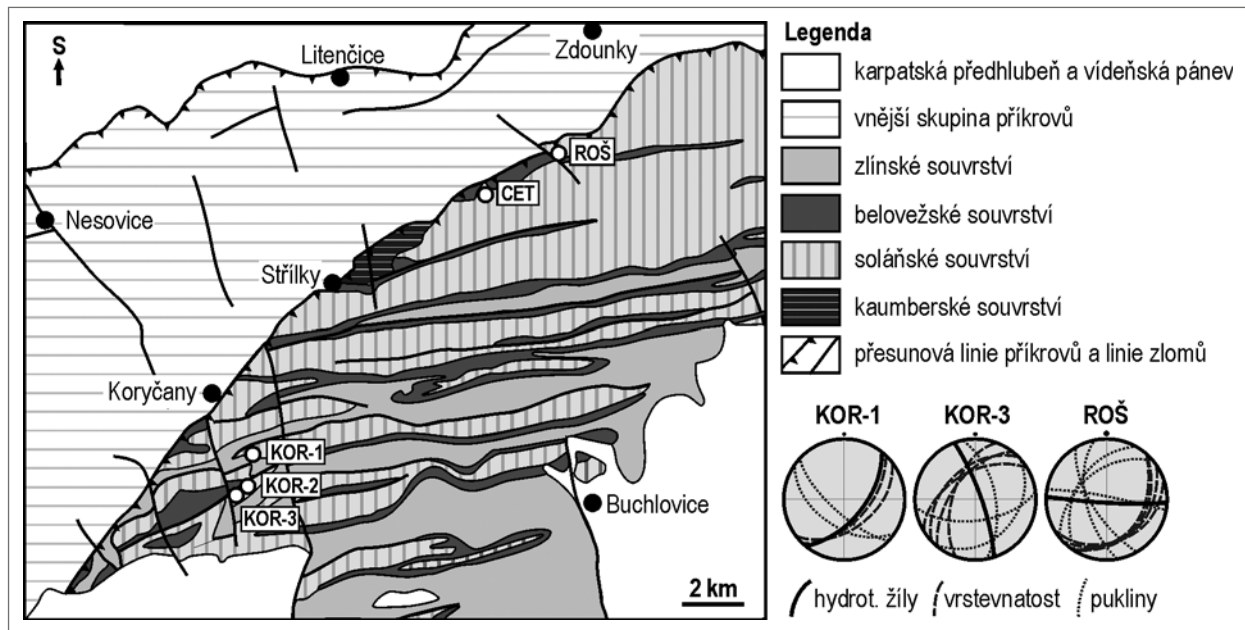 S
Litenčice
Zdounky
ROŠ
CET
Nesovice
Střílky
Koryčany
KOR-1
KOR-2
KOR-3
Buchlovice
2 km
Legenda
karpatská předhlubeň a vídeňská pánev
vnější skupina příkrovů
zlínské souvrství
belovežské souvrství
soláňské souvrství
kaumberské souvrství
přesunová linie příkrovů a linie zlomů
KOR-1 KOR-3 ROŠ
hydrot. žíly vrstevnatost pukliny